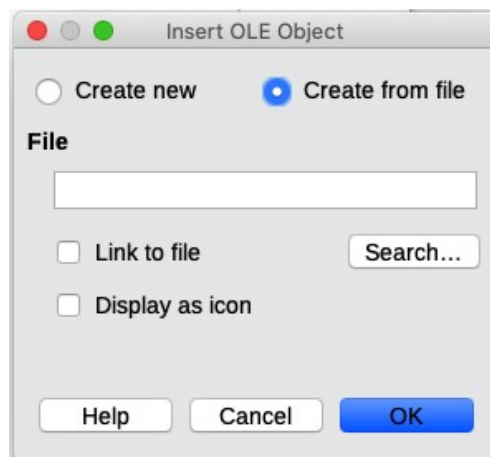 Insert OLE Object
Create new Create from file
File
Link to file Search...
Display as icon
Help Cancel OK